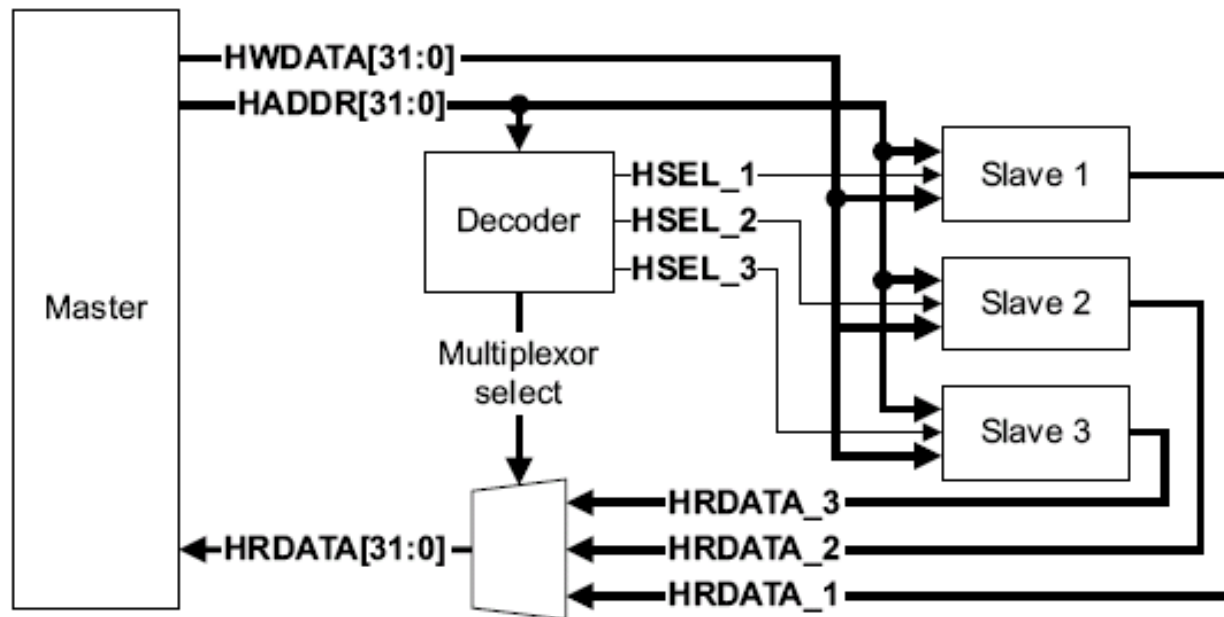 HWDATA[31:0]
HADDR[31:0]
HSEL_1
Slave 1
Decoder
HSEL_2
HSEL_3
Master
Slave 2
Multiplexor
select
Slave 3
HRDATA_3
HRDATA[31:0]
HRDATA_2
HRDATA_1